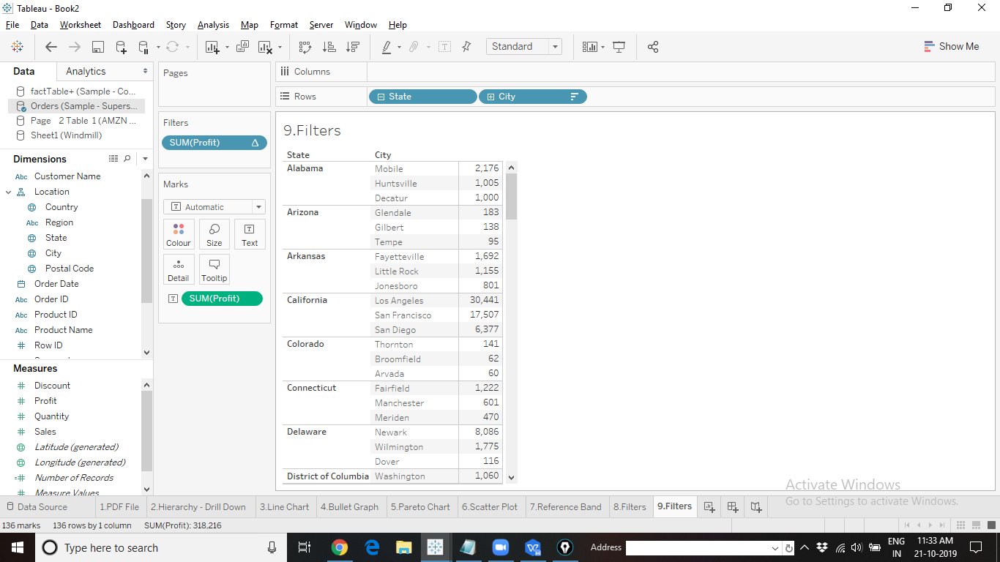 Tableau - Book2
File Data Worksheet Dashboard Story Analysis Map Format Server Window Help
Standard
Show Me
Data Analytics
factTable+ (Sample - Co...
Orders (Sample - Supers...
Page 2 Table 1 (AMZN ...
Sheet1 (Windmill)
Dimensions
Abc Customer Name
Location
Country
Abc Region
State
City
Postal Code
Order Date
Abc Order ID
Abc Product ID
Abc Product Name
# Row ID
Measures
# Discount
# Profit
# Quantity
# Sales
Latitude (generated)
Longitude (generated)
=# Number of Records
# Measure Values
Pages
Filters
SUM(Profit) Δ
Marks
T Automatic
Colour Size Text
Detail Tooltip
T SUM(Profit)
Columns
Rows State City
9.Filters
State City
Alabama Mobile 2,176
Huntsville 1,005
Decatur 1,000
Arizona Glendale 183
Gilbert 138
Tempe 95
Arkansas Fayetteville 1,692
Little Rock 1,155
Jonesboro 801
California Los Angeles 30,441
San Francisco 17,507
San Diego 6,377
Colorado Thornton 141
Broomfield 62
Arvada 60
Connecticut Fairfield 1,222
Manchester 601
Meriden 470
Delaware Newark 8,086
Wilmington 1,775
Dover 116
District of Columbia Washington 1,060
Activate Windows
Go to Settings to activate Windows.
Data Source 1.PDF File 2.Hierarchy - Drill Down 3.Line Chart 4.Bullet Graph 5.Pareto Chart 6.Scatter Plot 7.Reference Band 8.Filters 9.Filters
136 marks 136 rows by 1 column SUM(Profit): 318,216
Type here to search
Address
ENG
IN
11:33 AM
21-10-2019